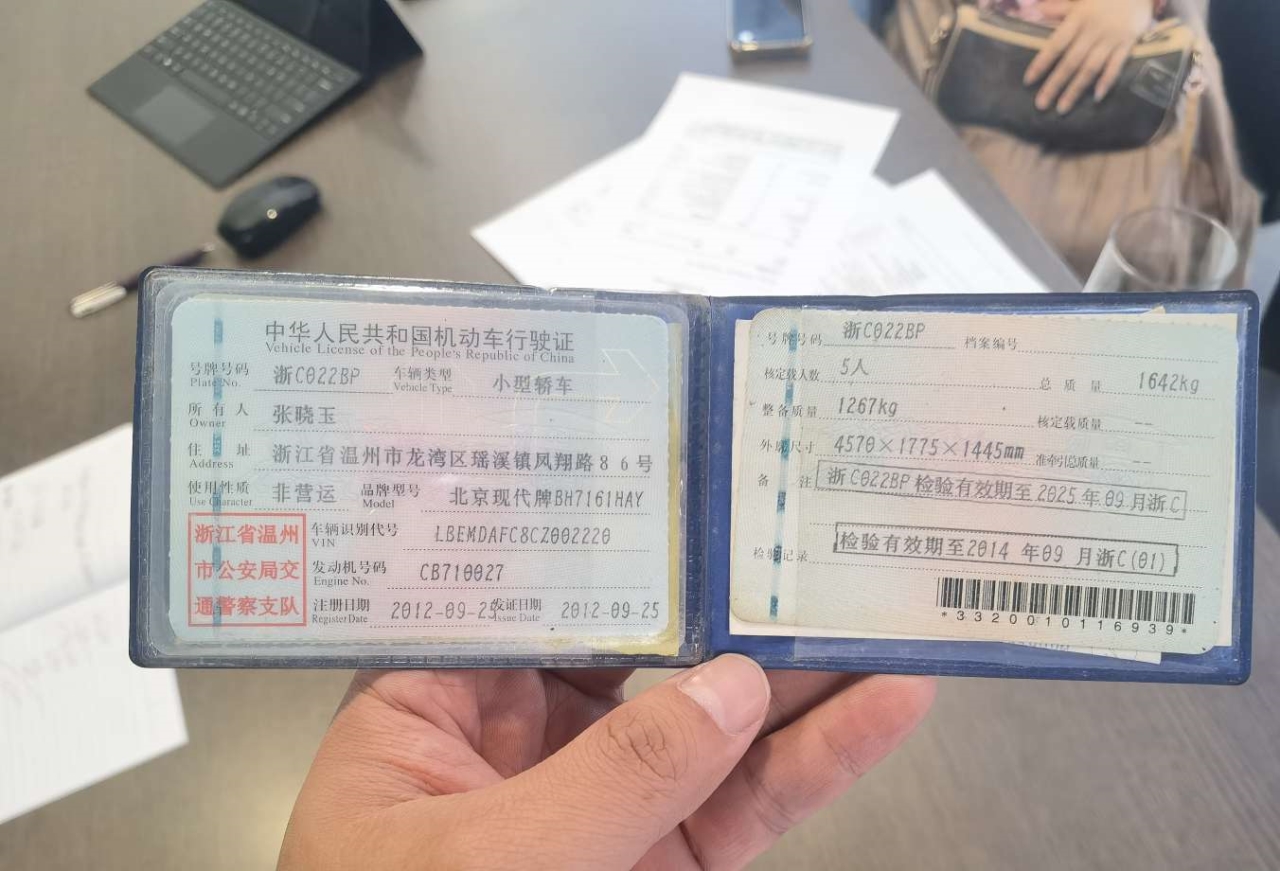 中华人民共和国机动车行驶证
Vehicle License of the People's Republic of China
号牌号码 浙C022BP 车辆类型 小型轿车
Plate No. Vehicle Type
所有人 张晓玉
Owner
住址 浙江省温州市龙湾区瑶溪镇凤翔路86号
Address
使用性质 非营运 品牌型号 北京现代牌BH7161HAY
Use Character Model
浙江省温州
市公安局交
通警察支队
车辆识别代号 LBEMDAFC8CZ002220
VIN
发动机号码 CB710027
Engine No.
注册日期 2012-09-25 发证日期 2012-09-25
Register Date Issue Date
号牌号码 浙C022BP 档案编号
核定载人数 5人 总质量 1642kg
整备质量 1267kg 核定载质量 --
外廓尺寸 4570×1775×1445mm 准牵引总质量 --
备注 浙C022BP 检验有效期至2025年09月浙C
检验记录 检验有效期至2014年09月浙C(01)
*3320010116939*